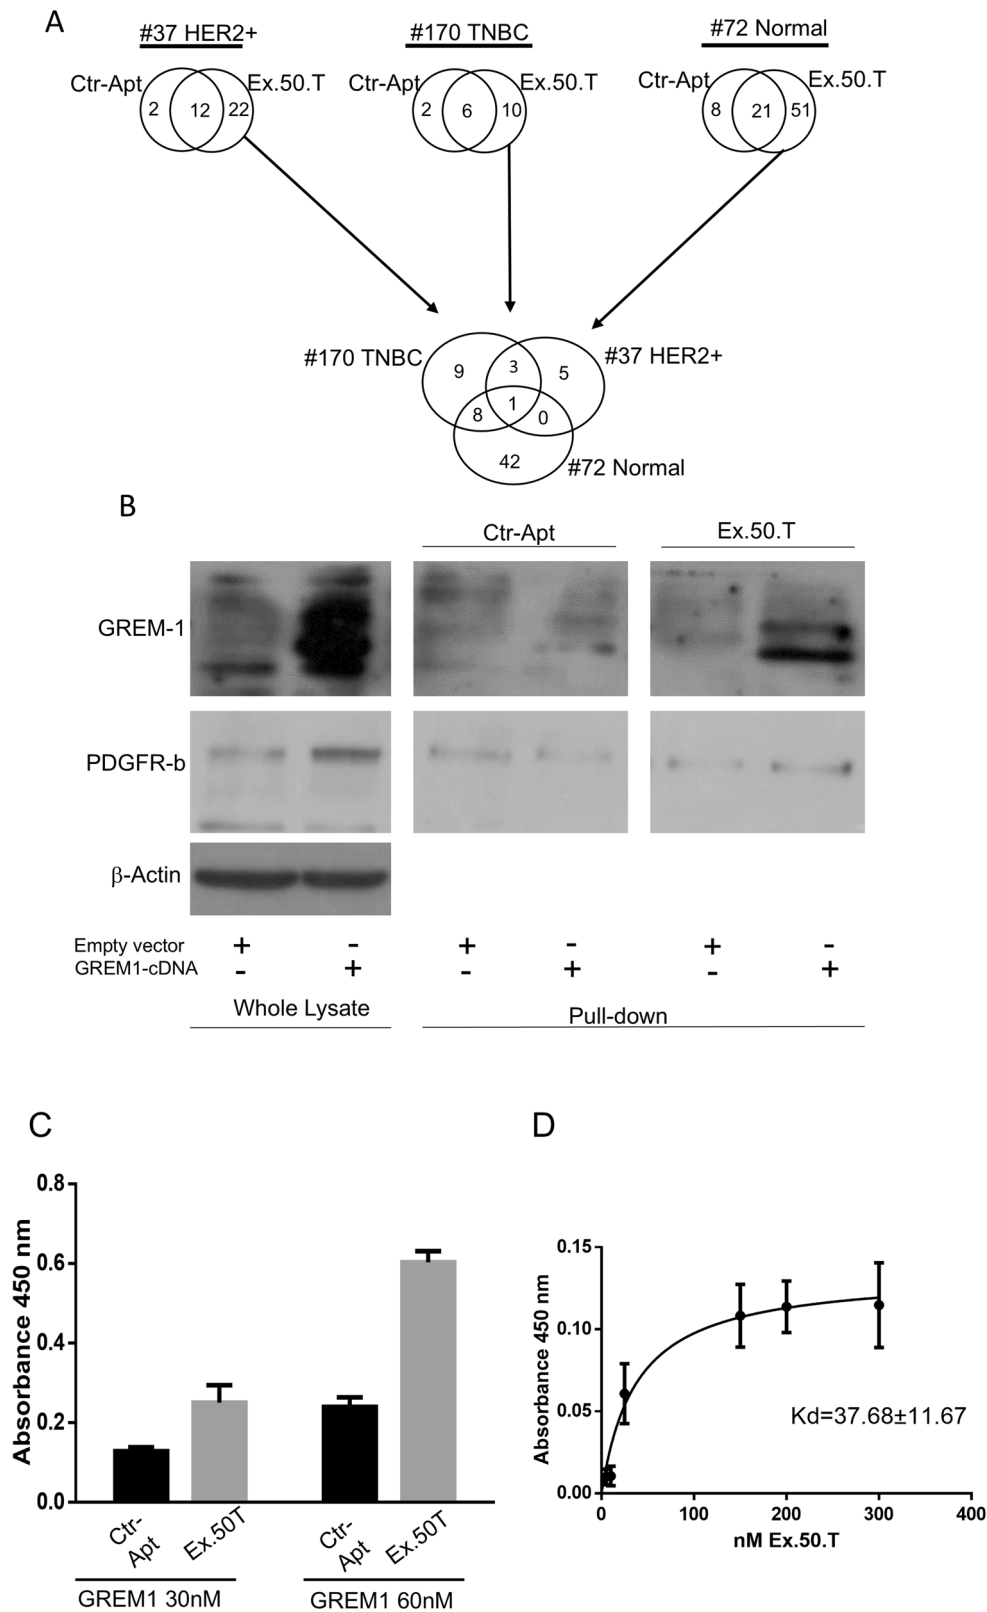 A
#37 HER2+
#170 TNBC
#72 Normal
Ctr-Apt
Ex.50.T
Ctr-Apt
Ex.50.T
Ctr-Apt
Ex.50.T
2
12
22
2
6
10
8
21
51
#170 TNBC
#37 HER2+
9
3
5
8
1
0
42
#72 Normal
B
Ctr-Apt
Ex.50.T
GREM-1
PDGFR-b
β-Actin
Empty vector + - + - + -
GREM1-cDNA - + - + - +
Whole Lysate
Pull-down
C
Absorbance 450 nm
0.8
0.6
0.4
0.2
0.0
Ctr-
Apt
Ex.50T
Ctr-
Apt
Ex.50T
GREM1 30nM
GREM1 60nM
D
Absorbance 450 nm
0.15
0.10
0.05
0.00
Kd=37.68±11.67
0
100
200
300
400
nM Ex.50.T